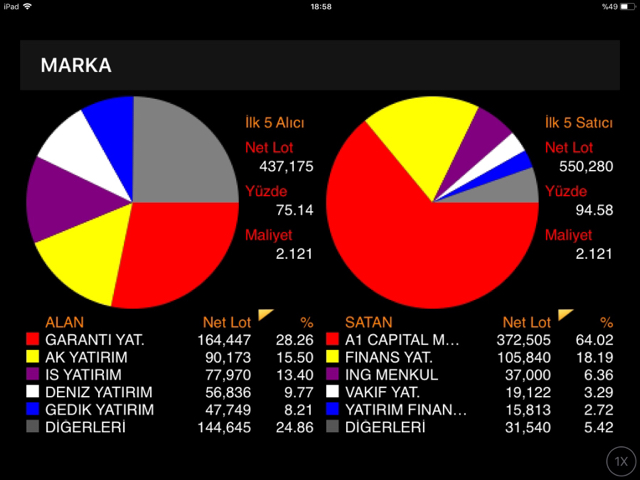 iPad 18:58 %49
MARKA
İlk 5 Alıcı
Net Lot
437,175
Yüzde
75.14
Maliyet
2.121
İlk 5 Satıcı
Net Lot
550,280
Yüzde
94.58
Maliyet
2.121
ALAN Net Lot %
GARANTI YAT. 164,447 28.26
AK YATIRIM 90,173 15.50
IS YATIRIM 77,970 13.40
DENIZ YATIRIM 56,836 9.77
GEDIK YATIRIM 47,749 8.21
DİĞERLERİ 144,645 24.86
SATAN Net Lot %
A1 CAPITAL M... 372,505 64.02
FINANS YAT. 105,840 18.19
ING MENKUL 37,000 6.36
VAKIF YAT. 19,122 3.29
YATIRIM FINAN... 15,813 2.72
DİĞERLERİ 31,540 5.42
1X